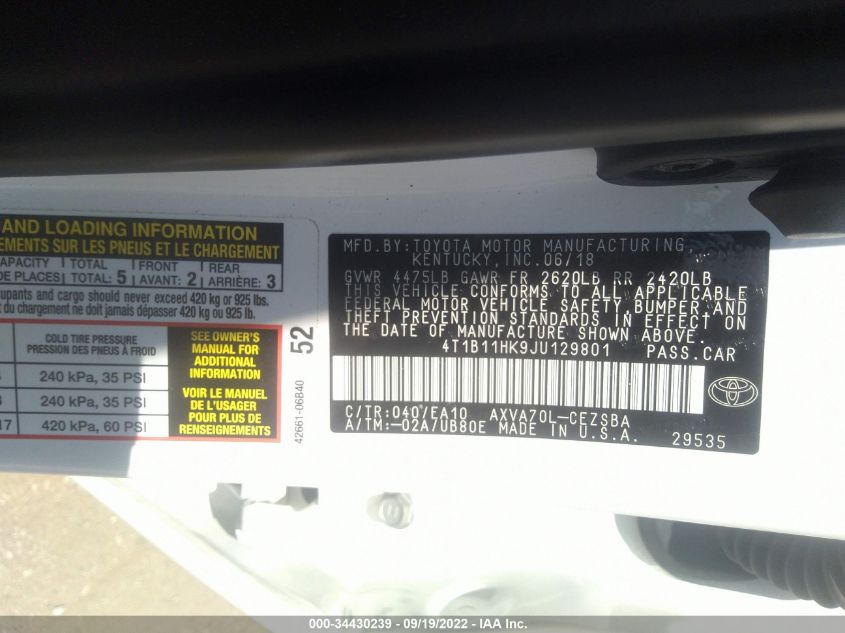 AND LOADING INFORMATION
EMENTS SUR LES PNEUS ET LE CHARGEMENT
CAPACITY TOTAL FRONT REAR
DE PLACES TOTAL: 5 AVANT: 2 ARRIÈRE: 3
upants and cargo should never exceed 420 kg or 925 lbs.
du chargement ne doit jamais dépasser 420 kg ou 925 lb.
COLD TIRE PRESSURE
PRESSION DES PNEUS À FROID
240 kPa, 35 PSI
240 kPa, 35 PSI
17 420 kPa, 60 PSI
SEE OWNER'S
MANUAL FOR
ADDITIONAL
INFORMATION
VOIR LE MANUEL
DE L'USAGER
POUR PLUS DE
RENSEIGNEMENTS
52
42661-06B40
MFD.BY: TOYOTA MOTOR MANUFACTURING,
KENTUCKY, INC. 06/18
GVWR 4475LB GAWR FR 2620LB RR 2420LB
THIS VEHICLE CONFORMS TO ALL APPLICABLE
FEDERAL MOTOR VEHICLE SAFETY, BUMPER, AND
THEFT PREVENTION STANDARDS IN EFFECT ON
THE DATE OF MANUFACTURE SHOWN ABOVE.
4T1B11HK9JU129801 PASS.CAR
C/TR: 040/EA10 AXVA70L-CEZSBA
A/TM:-02A/UB80E MADE IN U.S.A.
29535
000-34430239 - 09/19/2022 - IAA Inc.